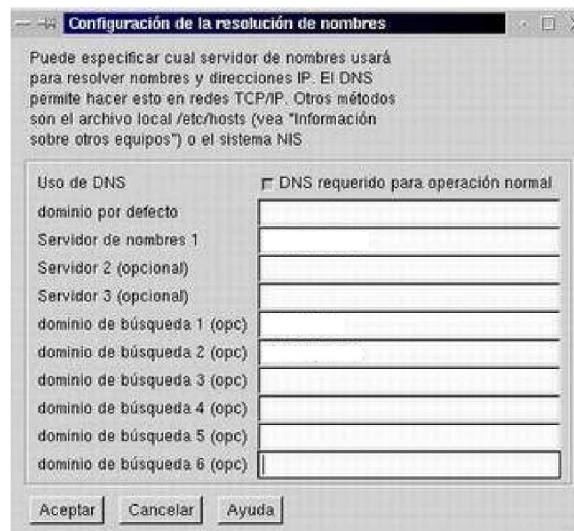 Configuración de la resolución de nombres
Puede especificar cual servidor de nombres usará
para resolver nombres y direcciones IP. El DNS
permite hacer esto en redes TCP/IP. Otros métodos
son el archivo local /etc/hosts (vea "Información
sobre otros equipos") o el sistema NIS
Uso de DNS DNS requerido para operación normal
dominio por defecto
Servidor de nombres 1
Servidor 2 (opcional)
Servidor 3 (opcional)
dominio de búsqueda 1 (opc)
dominio de búsqueda 2 (opc)
dominio de búsqueda 3 (opc)
dominio de búsqueda 4 (opc)
dominio de búsqueda 5 (opc)
dominio de búsqueda 6 (opc)
Aceptar Cancelar Ayuda